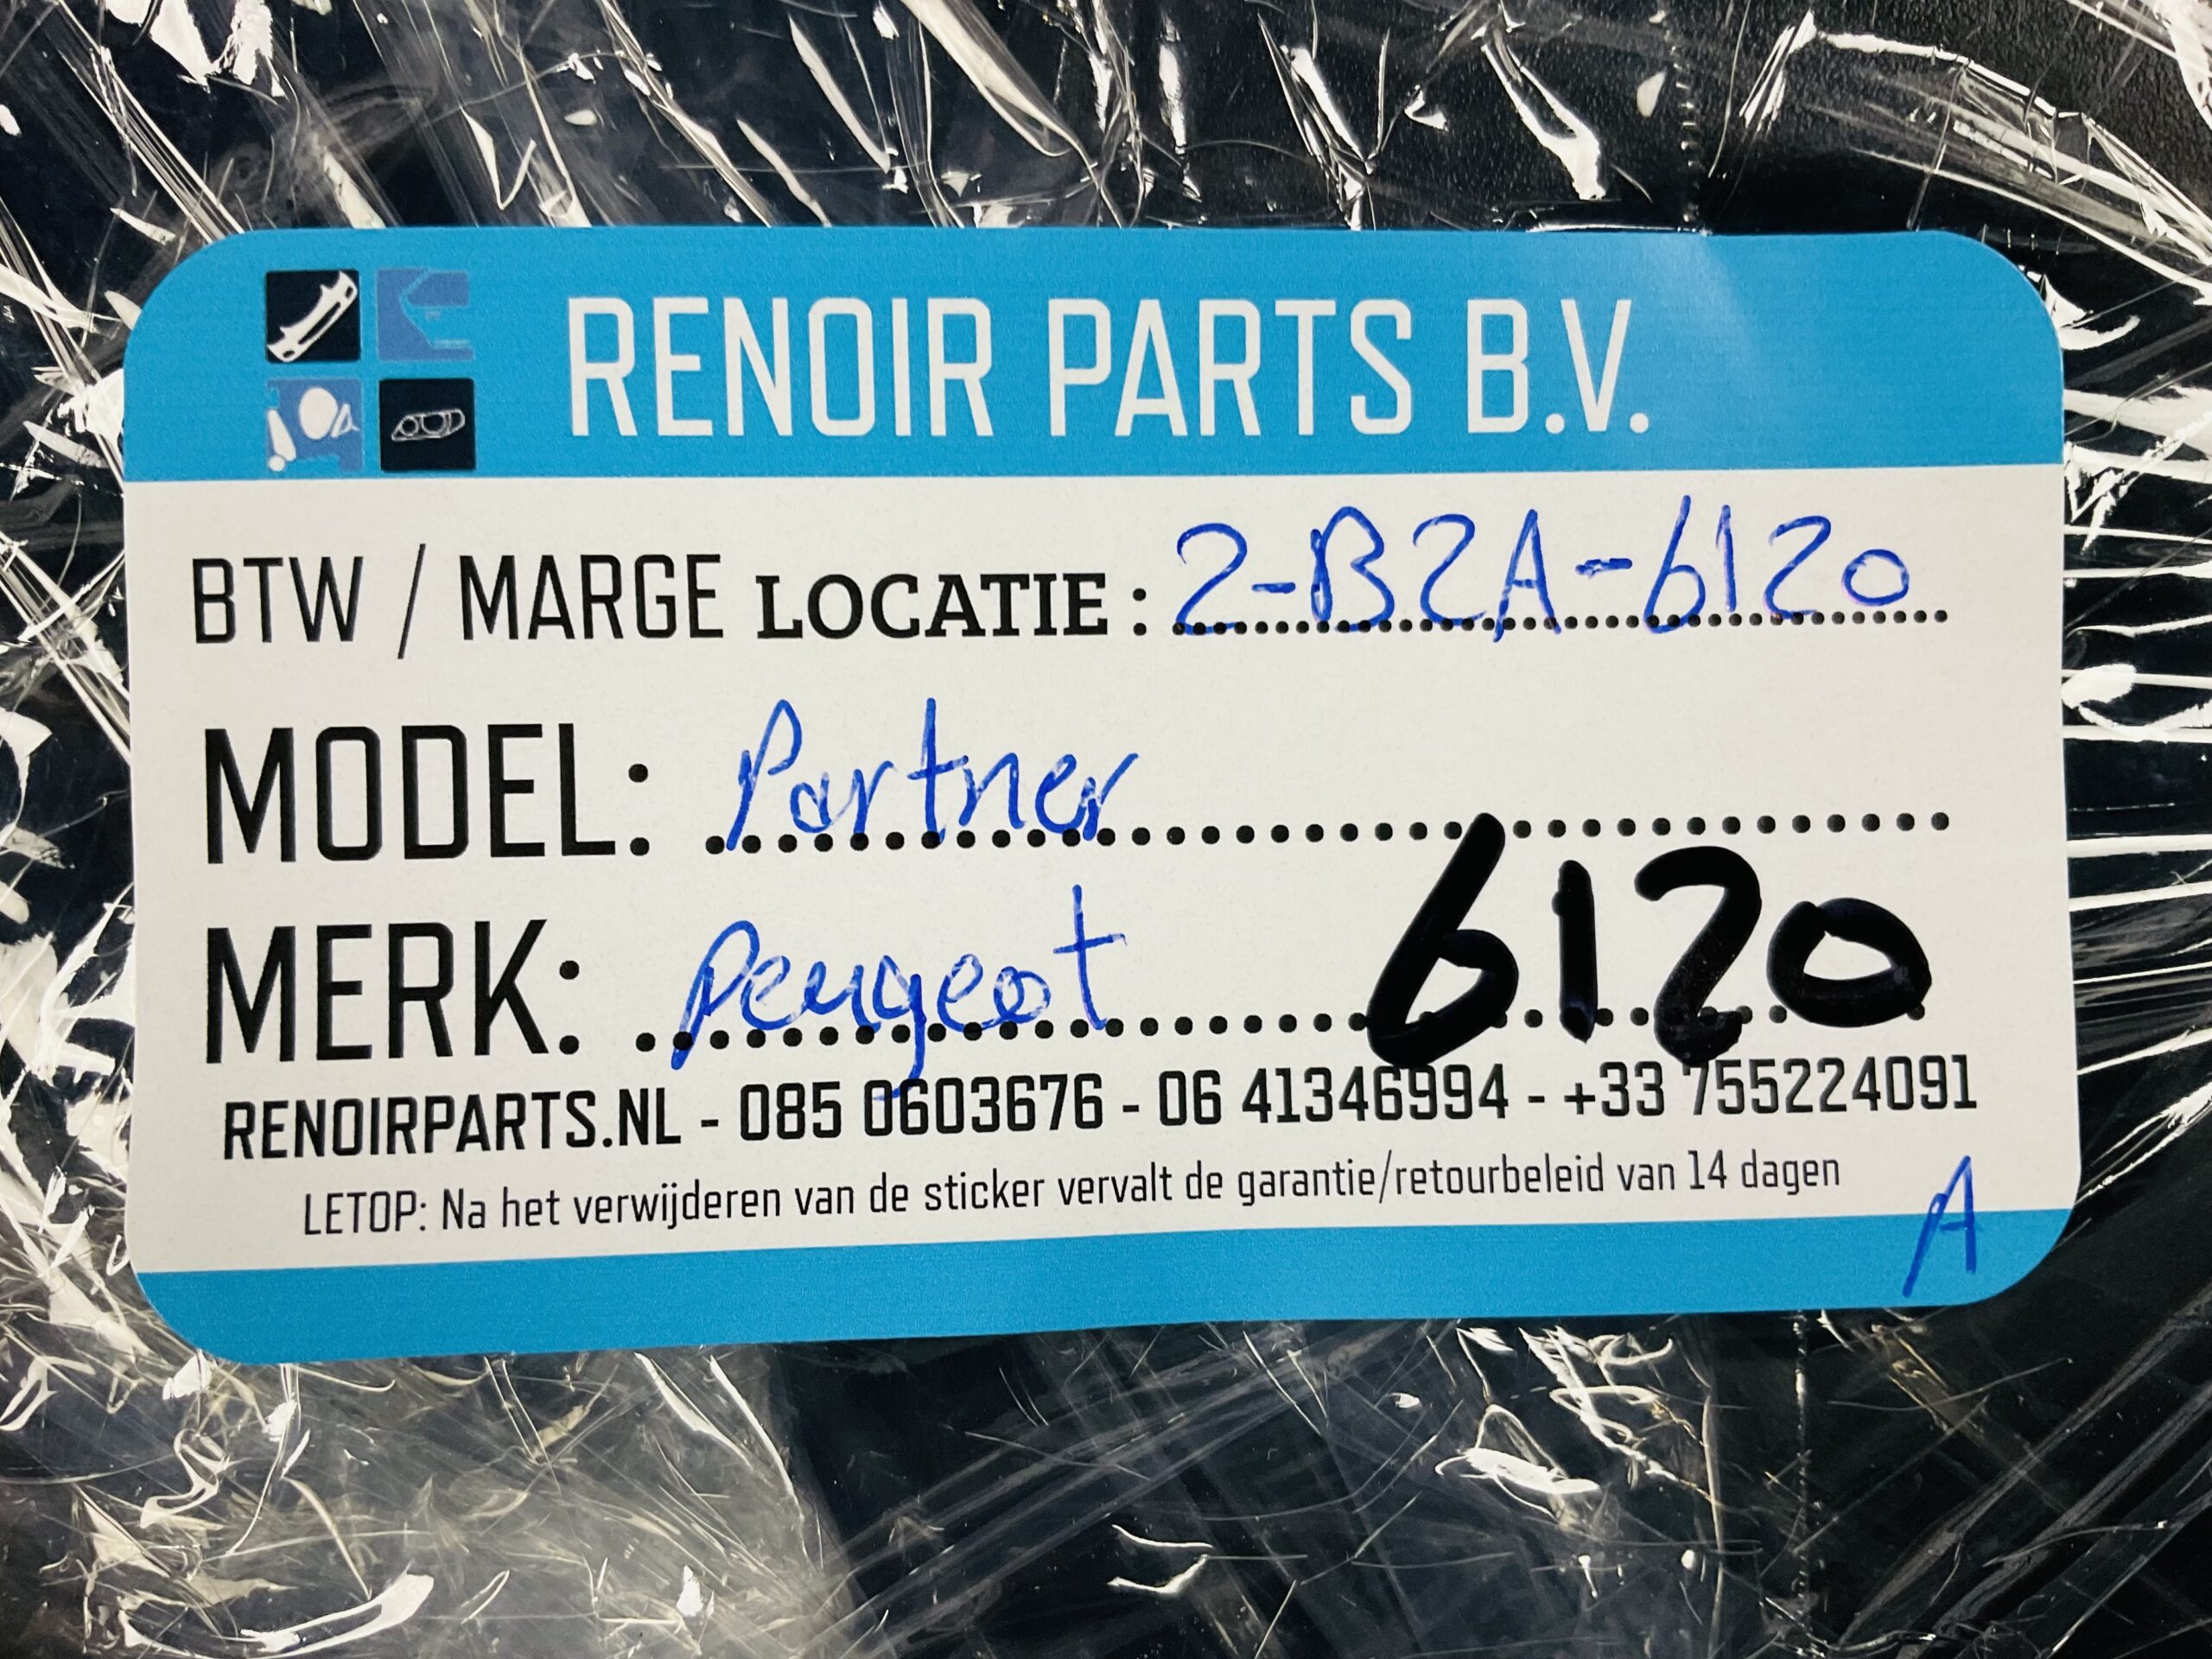 RENOIR PARTS B.V.
BTW / MARGE LOCATIE : 2-B2A-6120
MODEL: Partner
MERK: Peugeot 6120
RENOIRPARTS.NL - 085 0603676 - 06 41346994 - +33 755224091
LETOP: Na het verwijderen van de sticker vervalt de garantie/retourbeleid van 14 dagen
A